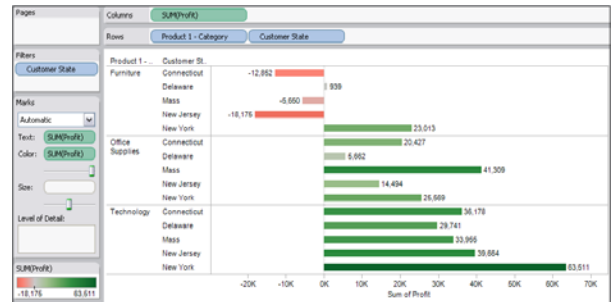 Pages
Columns SUM(Profit)
Rows Product 1 - Category Customer State
Filters
Customer State
Marks
Automatic
Text: SUM(Profit)
Color: SUM(Profit)
Size:
Level of Detail:
SUM(Profit)
-18,176 63,611
Product 1 - ... Customer St..
Furniture Connecticut -12,852
Delaware 939
Mass -5,660
New Jersey -18,176
New York 23,013
Office Supplies Connecticut 20,427
Delaware 5,662
Mass 41,309
New Jersey 14,494
New York 26,669
Technology Connecticut 36,178
Delaware 29,741
Mass 33,966
New Jersey 39,664
New York 63,611
-20K -10K 0K 10K 20K 30K 40K 50K 60K 70K
Sum of Profit